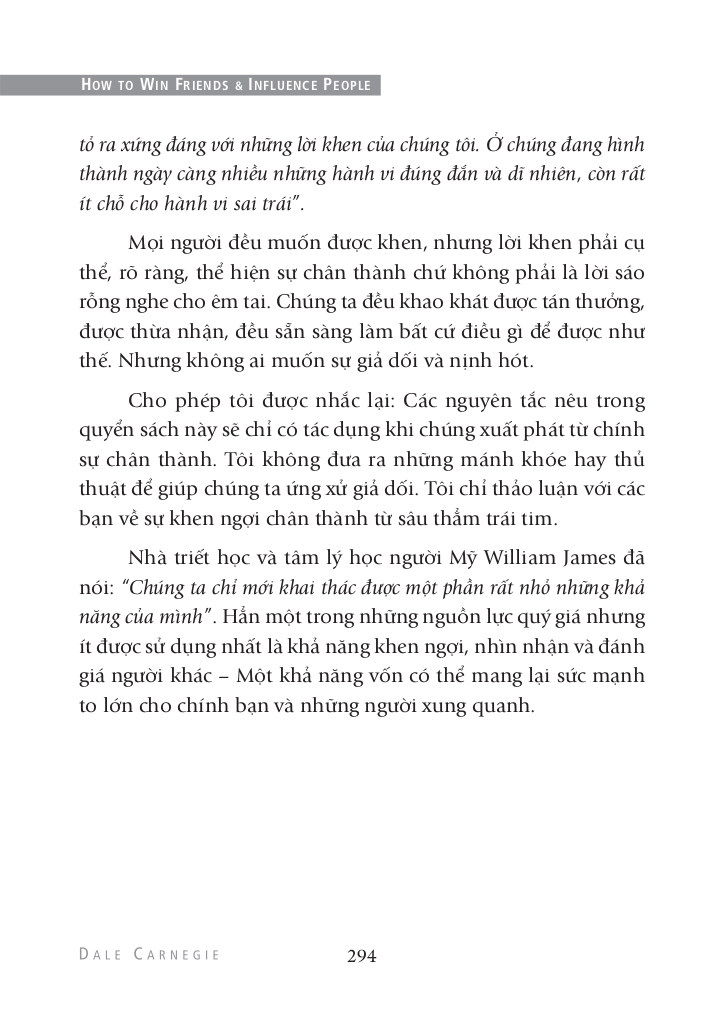 HOW TO WIN FRIENDS & INFLUENCE PEOPLE
tỏ ra xứng đáng với những lời khen của chúng tôi. Ở chúng đang hình
thành ngày càng nhiều những hành vi đúng đắn và dĩ nhiên, còn rất
ít chỗ cho hành vi sai trái”.
Mọi người đều muốn được khen, nhưng lời khen phải cụ
thể, rõ ràng, thể hiện sự chân thành chứ không phải là lời sáo
rỗng nghe cho êm tai. Chúng ta đều khao khát được tán thưởng,
được thừa nhận, đều sẵn sàng làm bất cứ điều gì để được như
thế. Nhưng không ai muốn sự giả dối và nịnh hót.
Cho phép tôi được nhắc lại: Các nguyên tắc nêu trong
quyển sách này sẽ chỉ có tác dụng khi chúng xuất phát từ chính
sự chân thành. Tôi không đưa ra những mánh khóe hay thủ
thuật để giúp chúng ta ứng xử giả dối. Tôi chỉ thảo luận với các
bạn về sự khen ngợi chân thành từ sâu thẳm trái tim.
Nhà triết học và tâm lý học người Mỹ William James đã
nói: “Chúng ta chỉ mới khai thác được một phần rất nhỏ những khả
năng của mình”. Hẳn một trong những nguồn lực quý giá nhưng
ít được sử dụng nhất là khả năng khen ngợi, nhìn nhận và đánh
giá người khác – Một khả năng vốn có thể mang lại sức mạnh
to lớn cho chính bạn và những người xung quanh.
DALE CARNEGIE 294